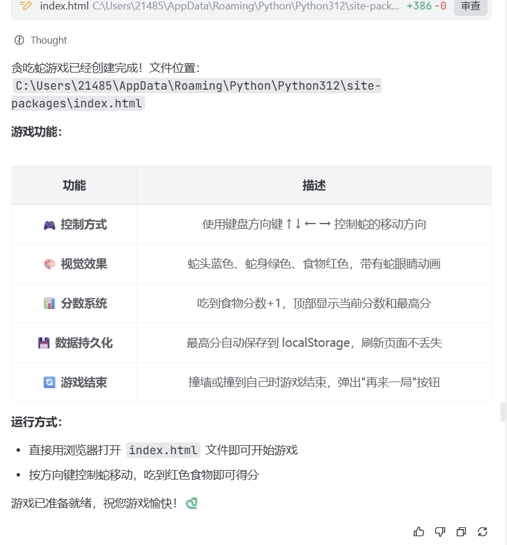 index.html C:\Users\21485\AppData\Roaming\Python\Python312\site-pac... +386 -0 审查
Thought
贪吃蛇游戏已经创建完成！文件位置：
C:\Users\21485\AppData\Roaming\Python\Python312\site-
packages\index.html
游戏功能：
功能 描述
🎮 控制方式 使用键盘方向键↑↓←→控制蛇的移动方向
🎨 视觉效果 蛇头蓝色、蛇身绿色、食物红色，带有蛇眼睛动画
📊 分数系统 吃到食物分数+1，顶部显示当前分数和最高分
💾 数据持久化 最高分自动保存到 localStorage，刷新页面不丢失
🔄 游戏结束 撞墙或撞到自己时游戏结束，弹出"再来一局"按钮
运行方式：
• 直接用浏览器打开 index.html 文件即可开始游戏
• 按方向键控制蛇移动，吃到红色食物即可得分
游戏已准备就绪，祝您游戏愉快！🐍